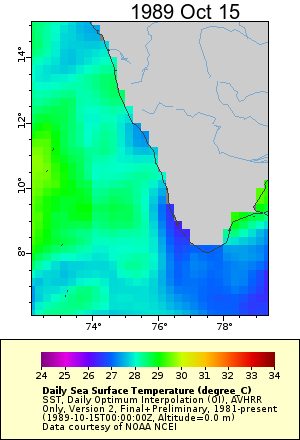 1989 Oct 15
14°
12°
10°
8°
74° 76° 78°
24 25 26 27 28 29 30 31 32 33 34
Daily Sea Surface Temperature (degree_C)
SST, Daily Optimum Interpolation (OI), AVHRR
Only, Version 2, Final+Preliminary, 1981-present
(1989-10-15T00:00:00Z, Altitude=0.0 m)
Data courtesy of NOAA NCEI